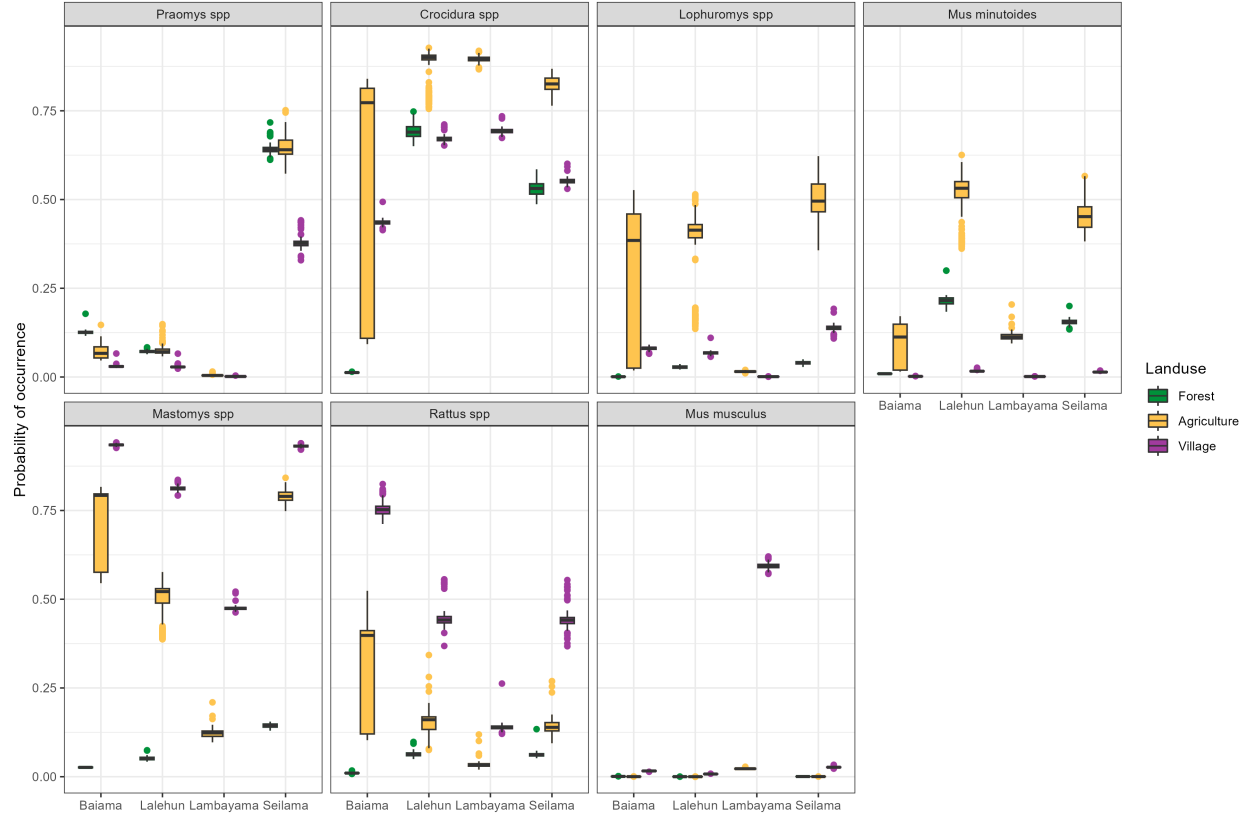 Praomys spp
Crocidura spp
Lophuromys spp
Mus minutoides
0.75
0.50
0.25
0.00
Baiama Lalehun Lambayama Seilama
Probability of occurrence
Landuse
Forest
Agriculture
Village
Mastomys spp
Rattus spp
Mus musculus
0.75
0.50
0.25
0.00
Baiama Lalehun Lambayama Seilama
Baiama Lalehun Lambayama Seilama
Baiama Lalehun Lambayama Seilama